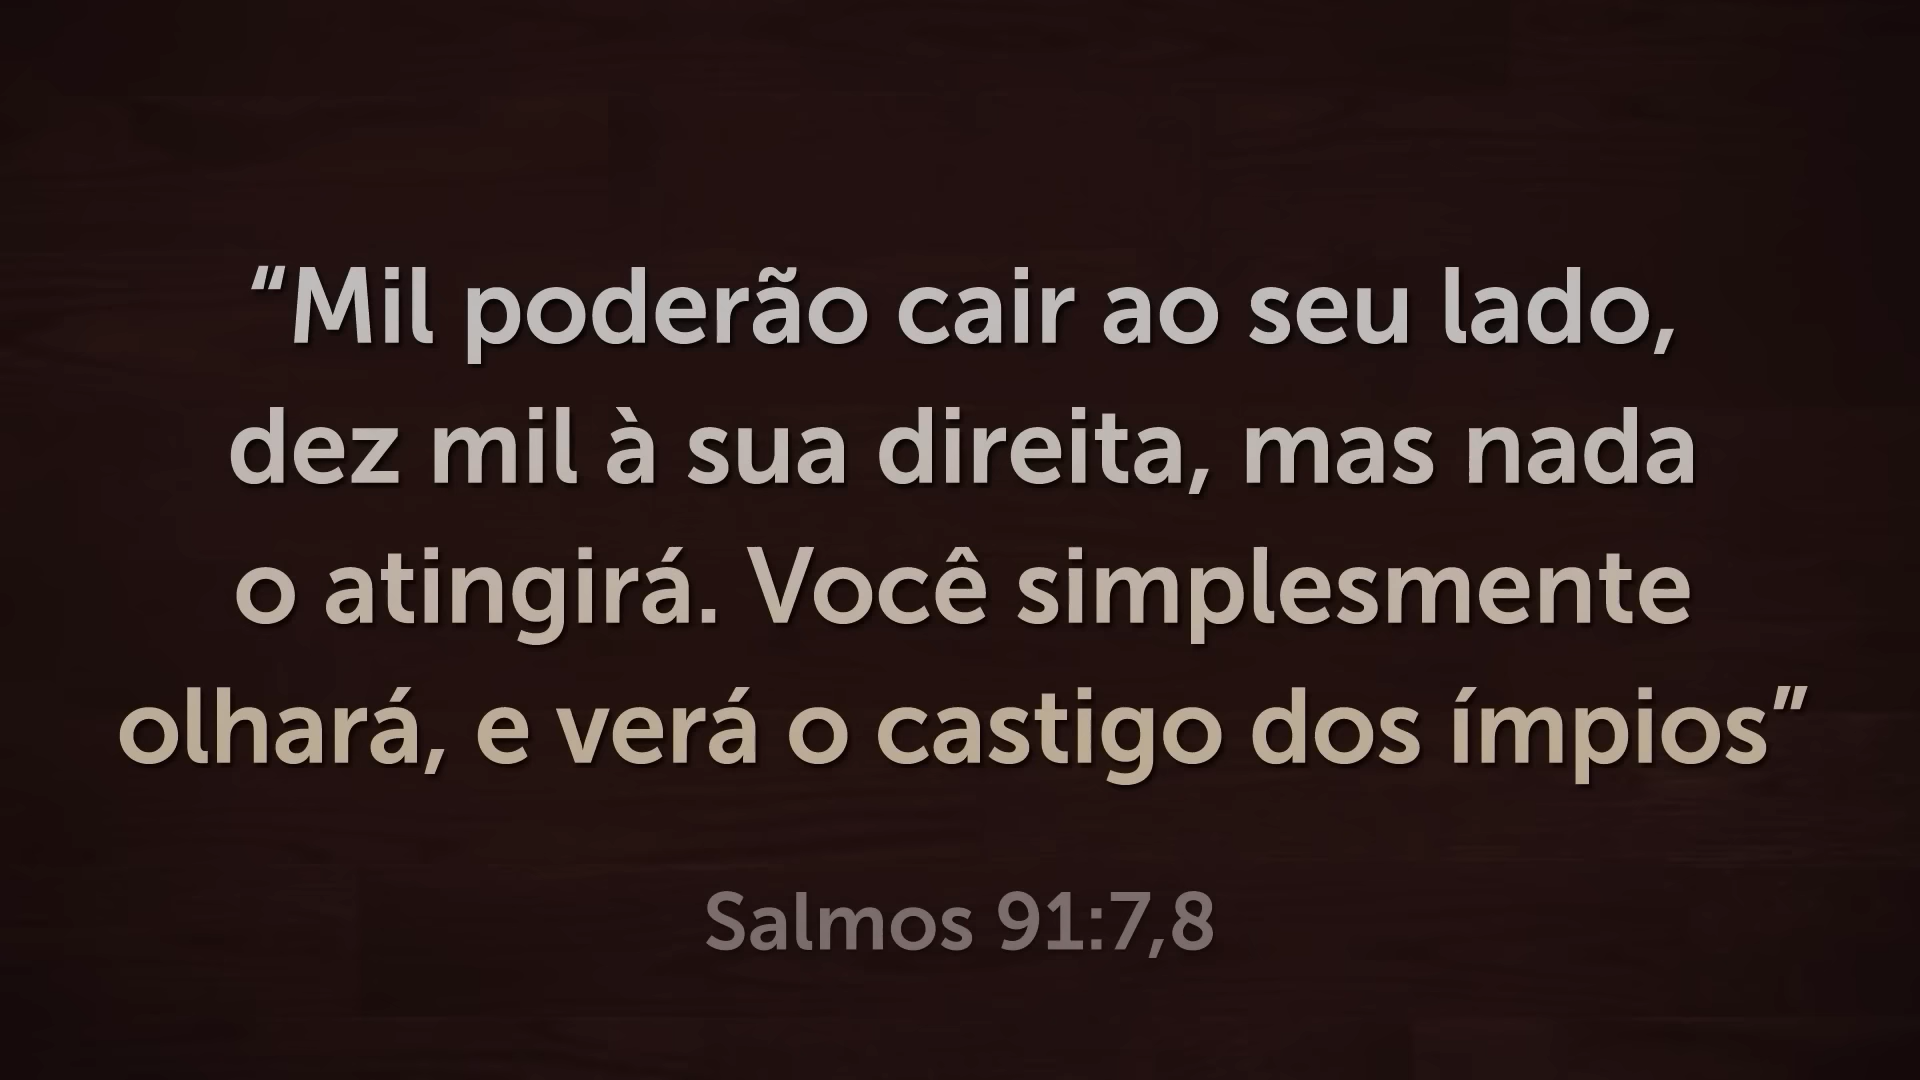 “Mil poderão cair ao seu lado,
dez mil à sua direita, mas nada
o atingirá. Você simplesmente
olhará, e verá o castigo dos ímpios”
Salmos 91:7,8